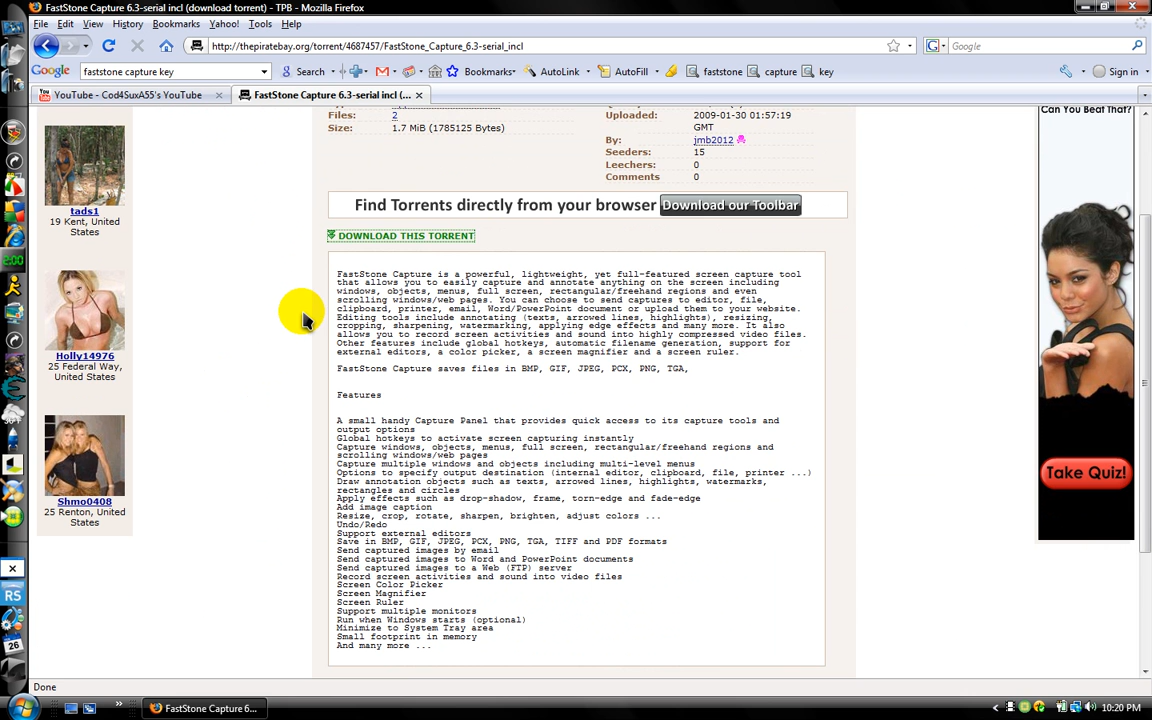 FastStone Capture 6.3-serial incl (download torrent) - TPB - Mozilla Firefox
File Edit View History Bookmarks Yahoo! Tools Help
http://thepiratebay.org/torrent/4687457/FastStone_Capture_6.3-serial_incl
Google
Google faststone capture key Search Bookmarks AutoLink AutoFill faststone capture key Sign in
YouTube - Cod4SuxA55's YouTube FastStone Capture 6.3-serial incl (...
Files: 2
Size: 1.7 MiB (1785125 Bytes)
Uploaded: 2009-01-30 01:57:19
GMT
By: jmb2012
Seeders: 15
Leechers: 0
Comments 0
Find Torrents directly from your browser Download our Toolbar
DOWNLOAD THIS TORRENT
FastStone Capture is a powerful, lightweight, yet full-featured screen capture tool
that allows you to easily capture and annotate anything on the screen including
windows, objects, menus, full screen, rectangular/freehand regions and even
scrolling windows/web pages. You can choose to send captures to editor, file,
clipboard, printer, email, Word/PowerPoint document or upload them to your website.
Editing tools include annotating (texts, arrowed lines, highlights), resizing,
cropping, sharpening, watermarking, applying edge effects and many more. It also
allows you to record screen activities and sound into highly compressed video files.
Other features include global hotkeys, automatic filename generation, support for
external editors, a color picker, a screen magnifier and a screen ruler.
FastStone Capture saves files in BMP, GIF, JPEG, PCX, PNG, TGA,
Features
A small handy Capture Panel that provides quick access to its capture tools and
output options
Global hotkeys to activate screen capturing instantly
Capture windows, objects, menus, full screen, rectangular/freehand regions and
scrolling windows/web pages
Capture multiple windows and objects including multi-level menus
Options to specify output destination (internal editor, clipboard, file, printer ...)
Draw annotation objects such as texts, arrowed lines, highlights, watermarks,
rectangles and circles
Apply effects such as drop-shadow, frame, torn-edge and fade-edge
Add image caption
Resize, crop, rotate, sharpen, brighten, adjust colors ...
Undo/Redo
Support external editors
Save in BMP, GIF, JPEG, PCX, PNG, TGA, TIFF and PDF formats
Send captured images by email
Send captured images to Word and PowerPoint documents
Send captured images to a Web (FTP) server
Record screen activities and sound into video files
Screen Color Picker
Screen Magnifier
Screen Ruler
Support multiple monitors
Run when Windows starts (optional)
Minimize to System Tray area
Small footprint in memory
And many more ...
tads1
19 Kent, United
States
Holly14976
25 Federal Way,
United States
Shmo0408
25 Renton, United
States
Can You Beat That?
Take Quiz!
2:00
RS
26
Done
FastStone Capture 6...
10:20 PM